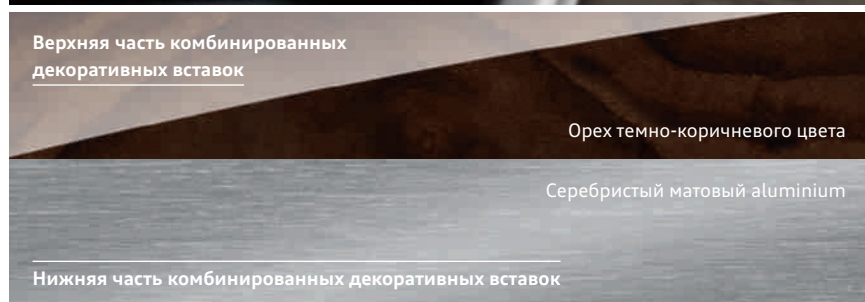 Верхняя часть комбинированных
декоративных вставок
Орех темно-коричневого цвета
Серебристый матовый aluminium
Нижняя часть комбинированных декоративных вставок